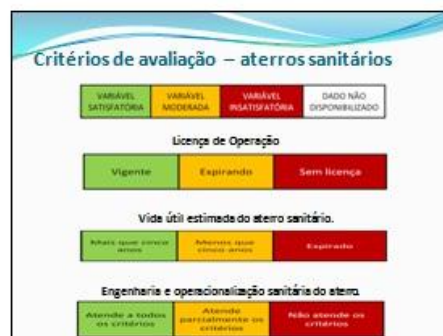 Critérios de avaliação – aterros sanitários
VARIÁVEL SATISFATÓRIA
VARIÁVEL MODERADA
VARIÁVEL INSATISFATÓRIA
DADO NÃO DISPONIBILIZADO
Licença de Operação
Vigente
Expirando
Sem licença
Vida útil estimada do aterro sanitário.
Mais que cinco anos
Menos que cinco anos
Expirado
Engenharia e operacionalização sanitária do aterro.
Atende a todos os critérios
Atende parcialmente os critérios
Não atende os critérios